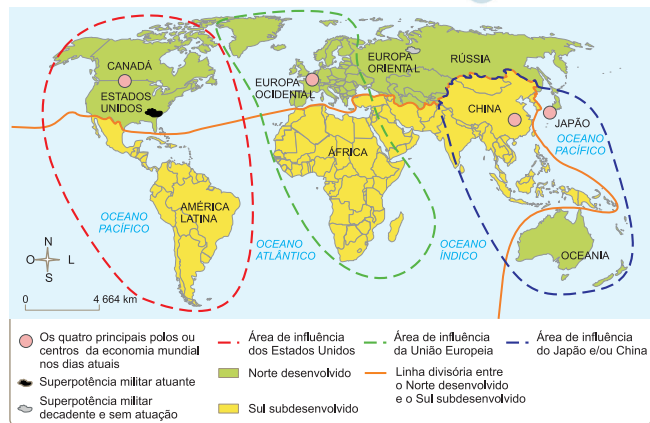 CANADÁ
ESTADOS
UNIDOS
EUROPA
OCIDENTAL
EUROPA
ORIENTAL
RÚSSIA
CHINA
JAPÃO
OCEANO
PACÍFICO
ÁFRICA
AMÉRICA
LATINA
OCEANO
PACÍFICO
OCEANO
ATLÂNTICO
OCEANO
ÍNDICO
OCEANIA
N
O L
S
0 4 664 km
Os quatro principais polos ou
centros da economia mundial
nos dias atuais
Superpotência militar atuante
Superpotência militar
decadente e sem atuação
Área de influência
dos Estados Unidos
Norte desenvolvido
Sul subdesenvolvido
Área de influência
da União Europeia
Linha divisória entre
o Norte desenvolvido
e o Sul subdesenvolvido
Área de influência
do Japão e/ou China